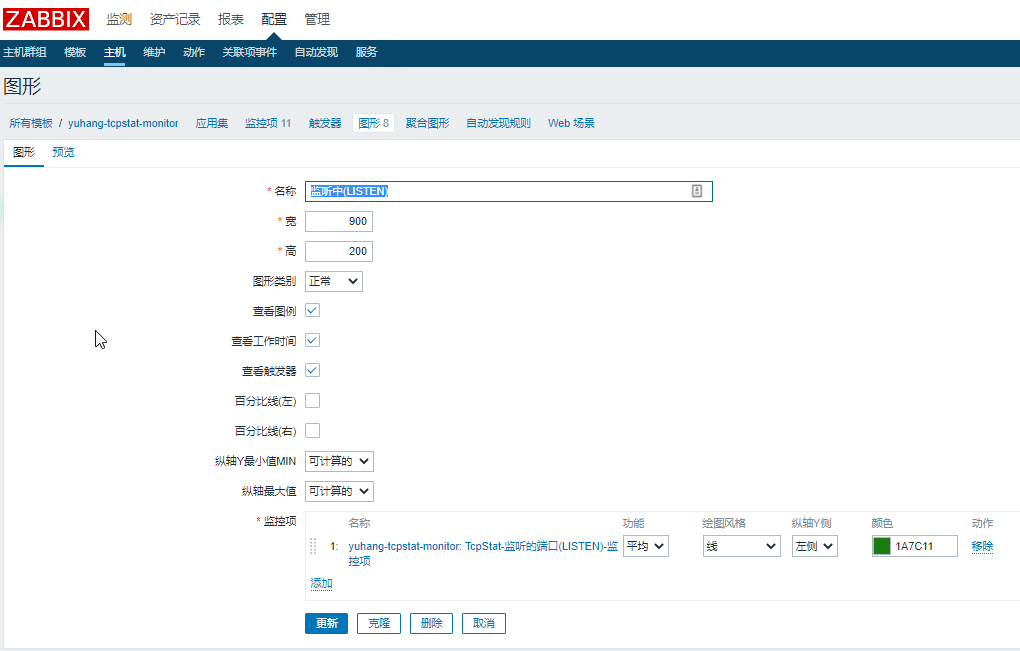 ZABBIX 监测 资产记录 报表 配置 管理
主机群组 模板 主机 维护 动作 关联项事件 自动发现 服务
图形
所有模板 / yuhang-tcpstat-monitor 应用集 监控项 11 触发器 图形 8 聚合图形 自动发现规则 Web 场景
图形 预览
* 名称 监听中(LISTEN)
* 宽 900
* 高 200
图形类别 正常
查看图例
查看工作时间
查看触发器
百分比线(左)
百分比线(右)
纵轴Y最小值MIN 可计算的
纵轴最大值 可计算的
* 监控项 名称 功能 绘图风格 纵轴Y侧 颜色 动作
1: yuhang-tcpstat-monitor: TcpStat-监听的端口(LISTEN)-监 平均 线 左侧 1A7C11 移除
控项
添加
更新 克隆 删除 取消